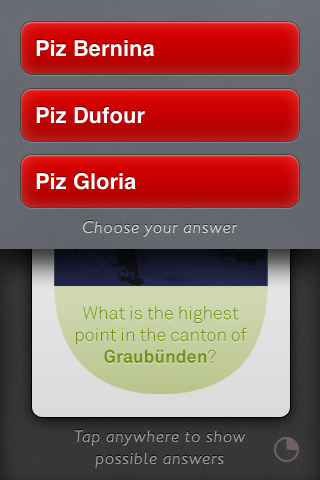 Piz Bernina
Piz Dufour
Piz Gloria
Choose your answer
What is the highest
point in the canton of
Graubünden?
Tap anywhere to show
possible answers